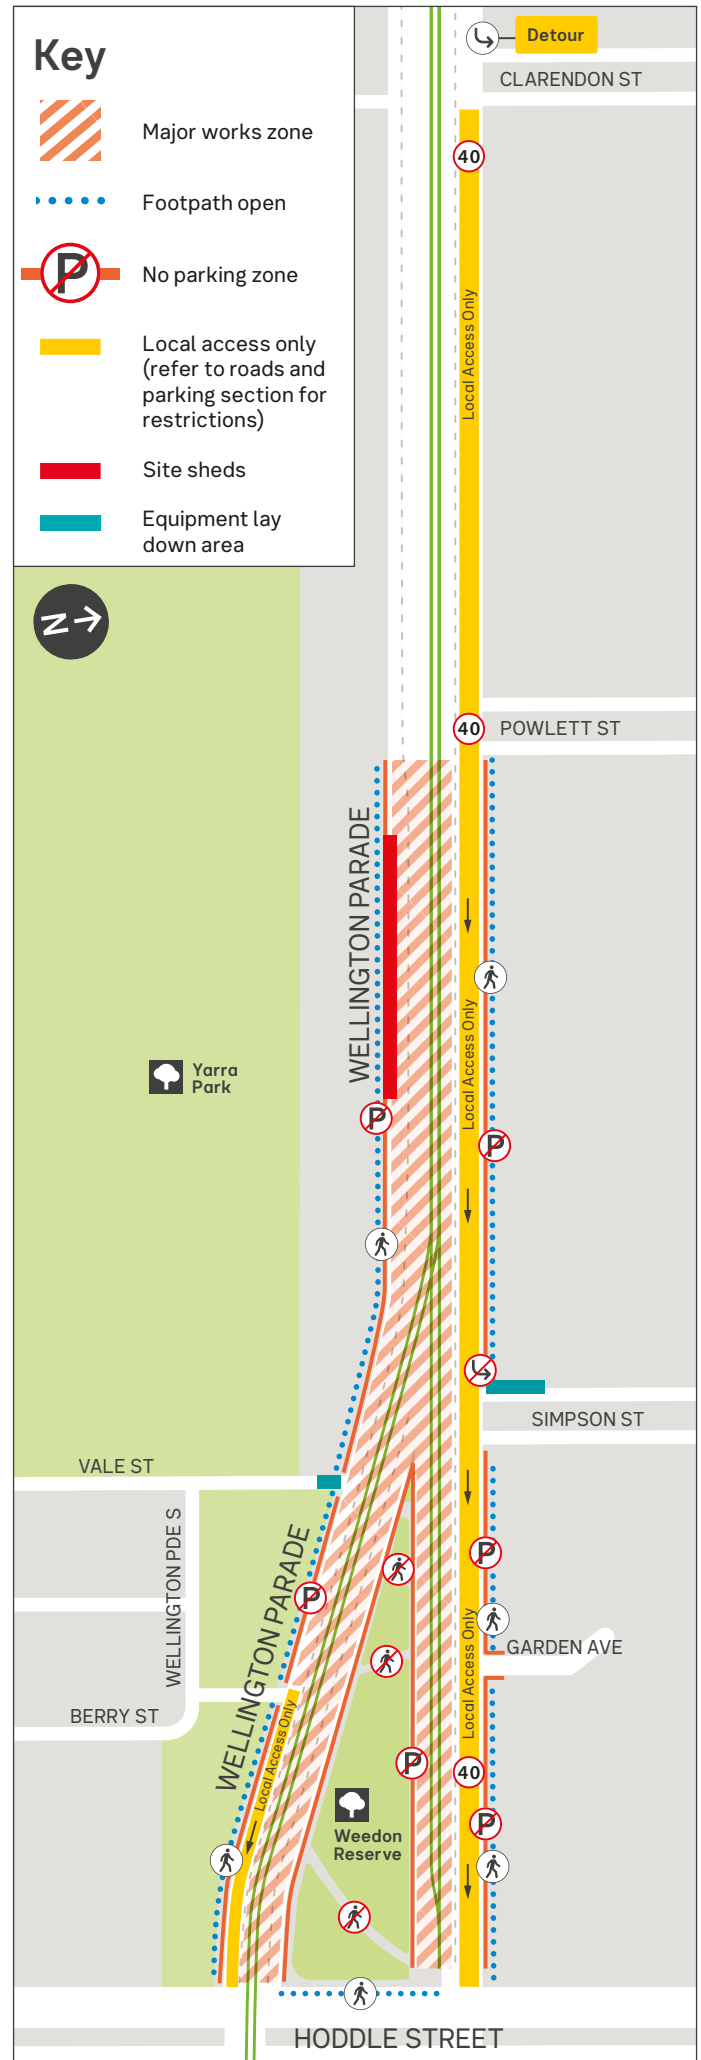 Key
Major works zone
Footpath open
P
No parking zone
Local access only
(refer to roads and
parking section for
restrictions)
Site sheds
Equipment lay
down area
N
Detour
CLARENDON ST
40
Local Access Only
40
POWLETT ST
WELLINGTON PARADE
Local Access Only
Yarra
Park
P
P
SIMPSON ST
VALE ST
WELLINGTON PDE S
WELLINGTON PARADE
P
P
Local Access Only
GARDEN AVE
BERRY ST
Local Access Only
P
40
Weedon
Reserve
P
HODDLE STREET